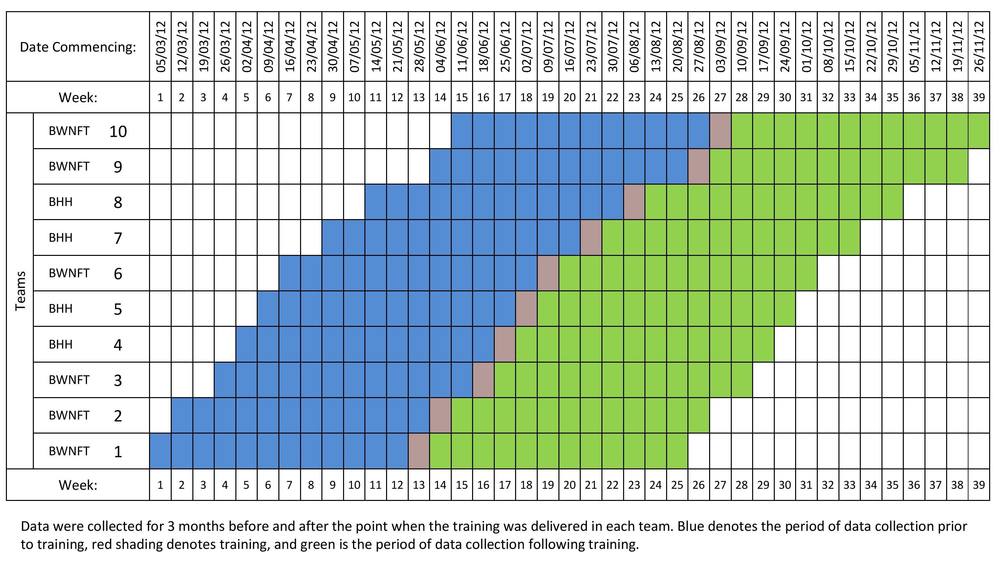 Date Commencing: 05/03/12 12/03/12 19/03/12 26/03/12 02/04/12 09/04/12 16/04/12 23/04/12 30/04/12 07/05/12 14/05/12 21/05/12 28/05/12 04/06/12 11/06/12 18/06/12 25/06/12 02/07/12 09/07/12 16/07/12 23/07/12 30/07/12 06/08/12 13/08/12 20/08/12 27/08/12 03/09/12 10/09/12 17/09/12 24/09/12 01/10/12 08/10/12 15/10/12 22/10/12 29/10/12 05/11/12 12/11/12 19/11/12 26/11/12
Week: 1 2 3 4 5 6 7 8 9 10 11 12 13 14 15 16 17 18 19 20 21 22 23 24 25 26 27 28 29 30 31 32 33 34 35 36 37 38 39
Teams
BWNFT 10
BWNFT 9
BHH 8
BHH 7
BWNFT 6
BHH 5
BHH 4
BWNFT 3
BWNFT 2
BWNFT 1
Week: 1 2 3 4 5 6 7 8 9 10 11 12 13 14 15 16 17 18 19 20 21 22 23 24 25 26 27 28 29 30 31 32 33 34 35 36 37 38 39
Data were collected for 3 months before and after the point when the training was delivered in each team. Blue denotes the period of data collection prior
to training, red shading denotes training, and green is the period of data collection following training.